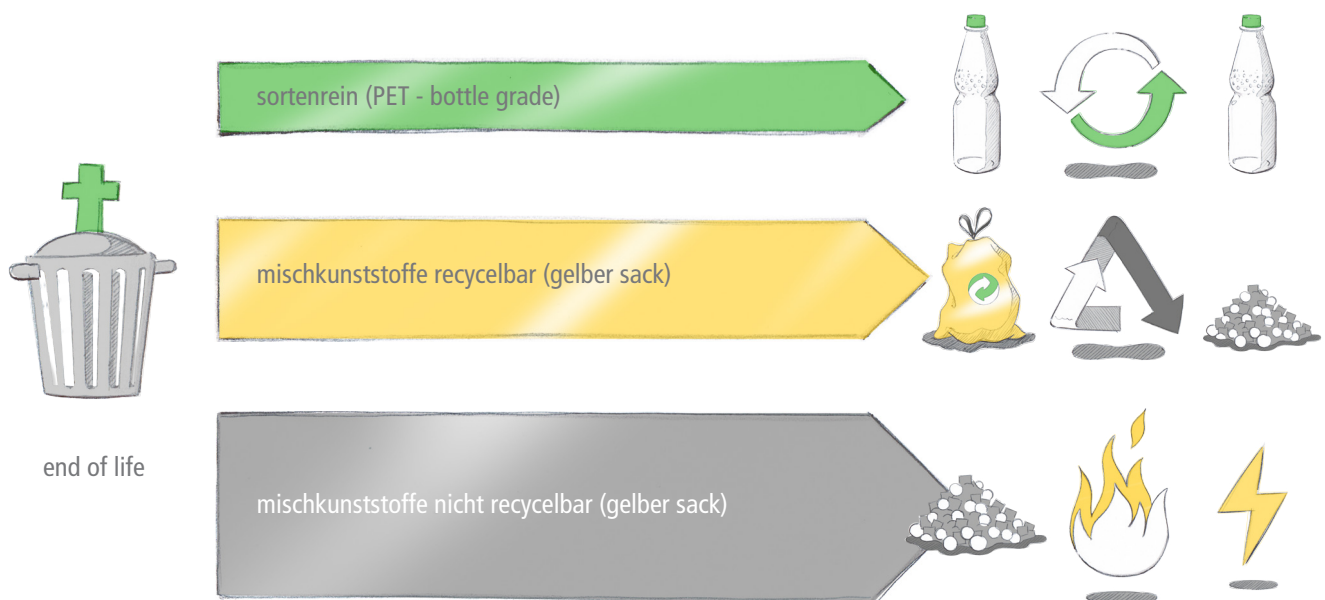 sortenrein (PET - bottle grade)
mischkunststoffe recycelbar (gelber sack)
end of life
mischkunststoffe nicht recycelbar (gelber sack)